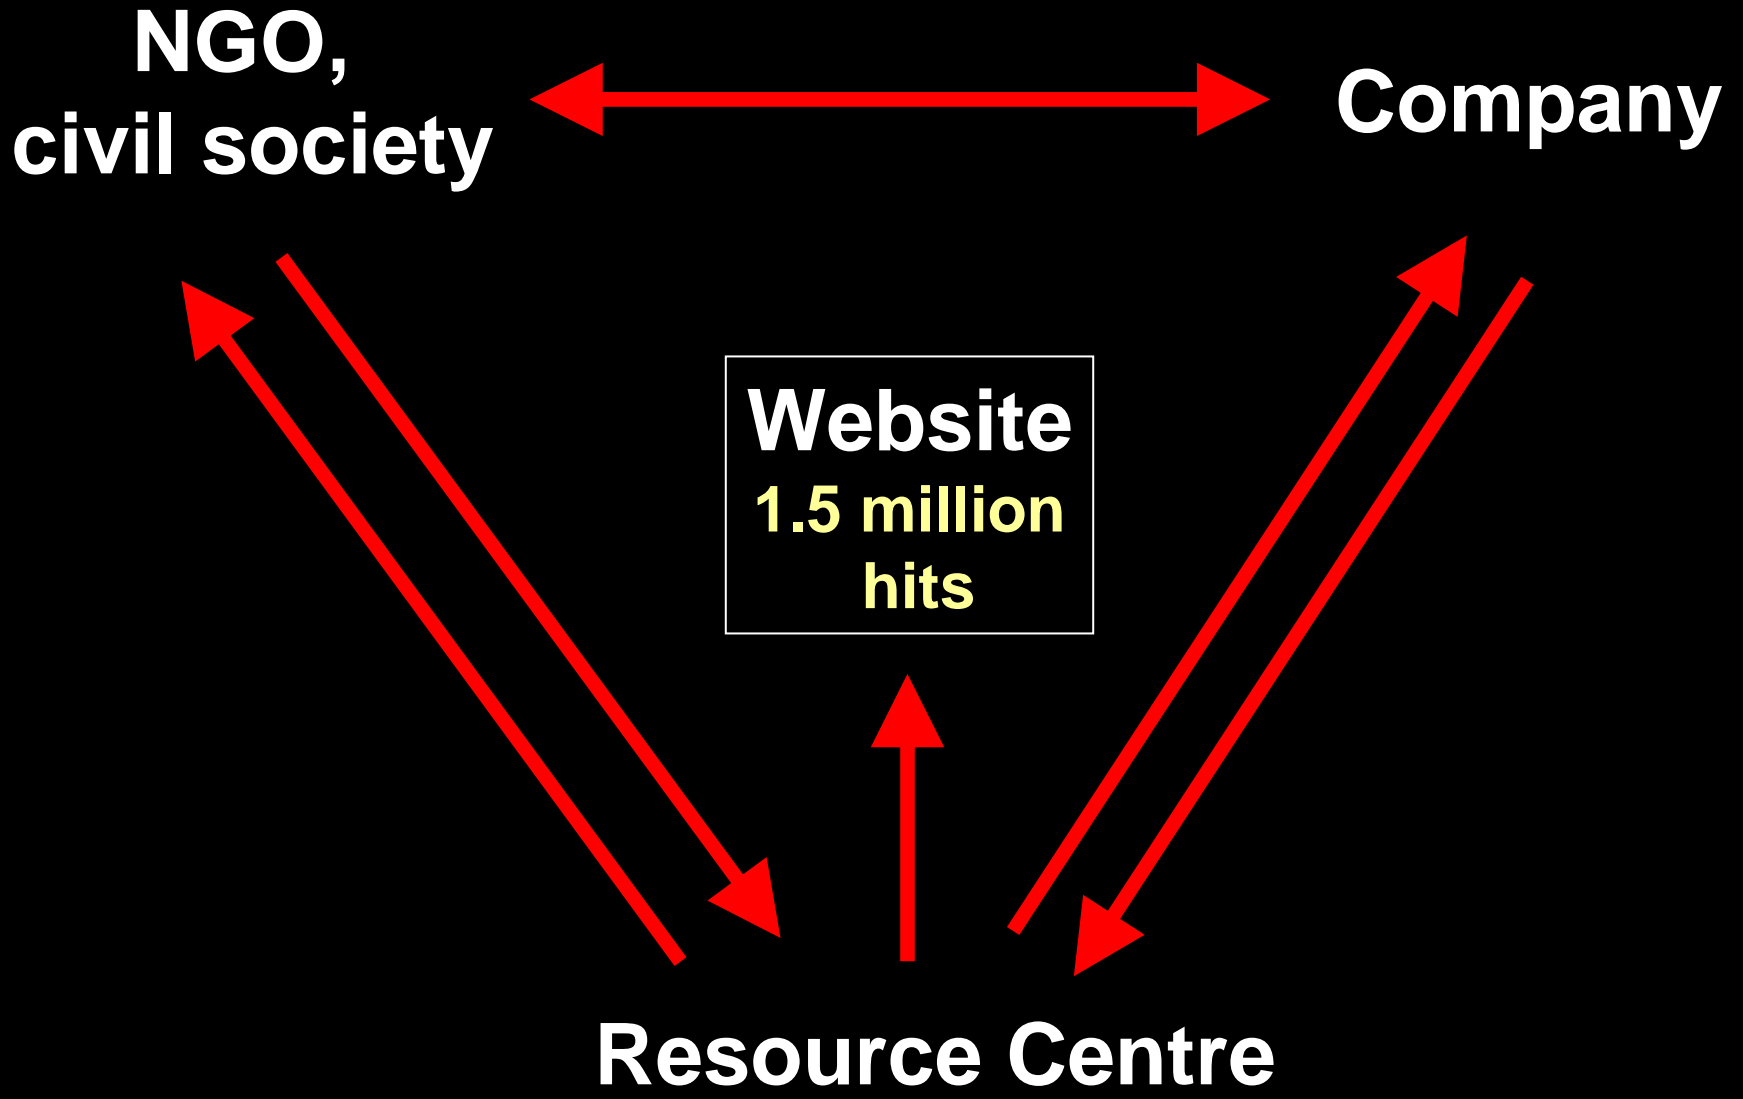 NGO,
civil society
Company
Website
1.5 million
hits
Resource Centre